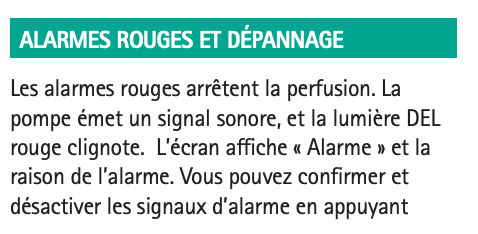 ALARMES ROUGES ET DÉPANNAGE
Les alarmes rouges arrêtent la perfusion. La
pompe émet un signal sonore, et la lumière DEL
rouge clignote.  L’écran affiche « Alarme » et la
raison de l’alarme. Vous pouvez confirmer et
désactiver les signaux d’alarme en appuyant